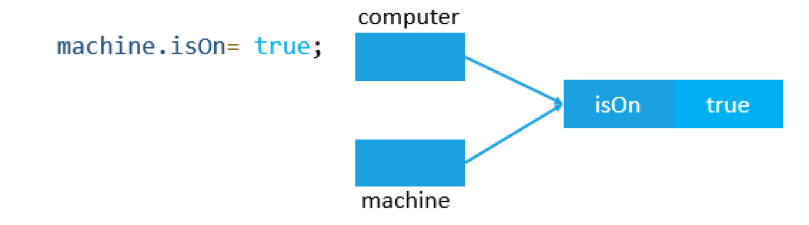 computer
machine.isOn= true;
isOn true
machine